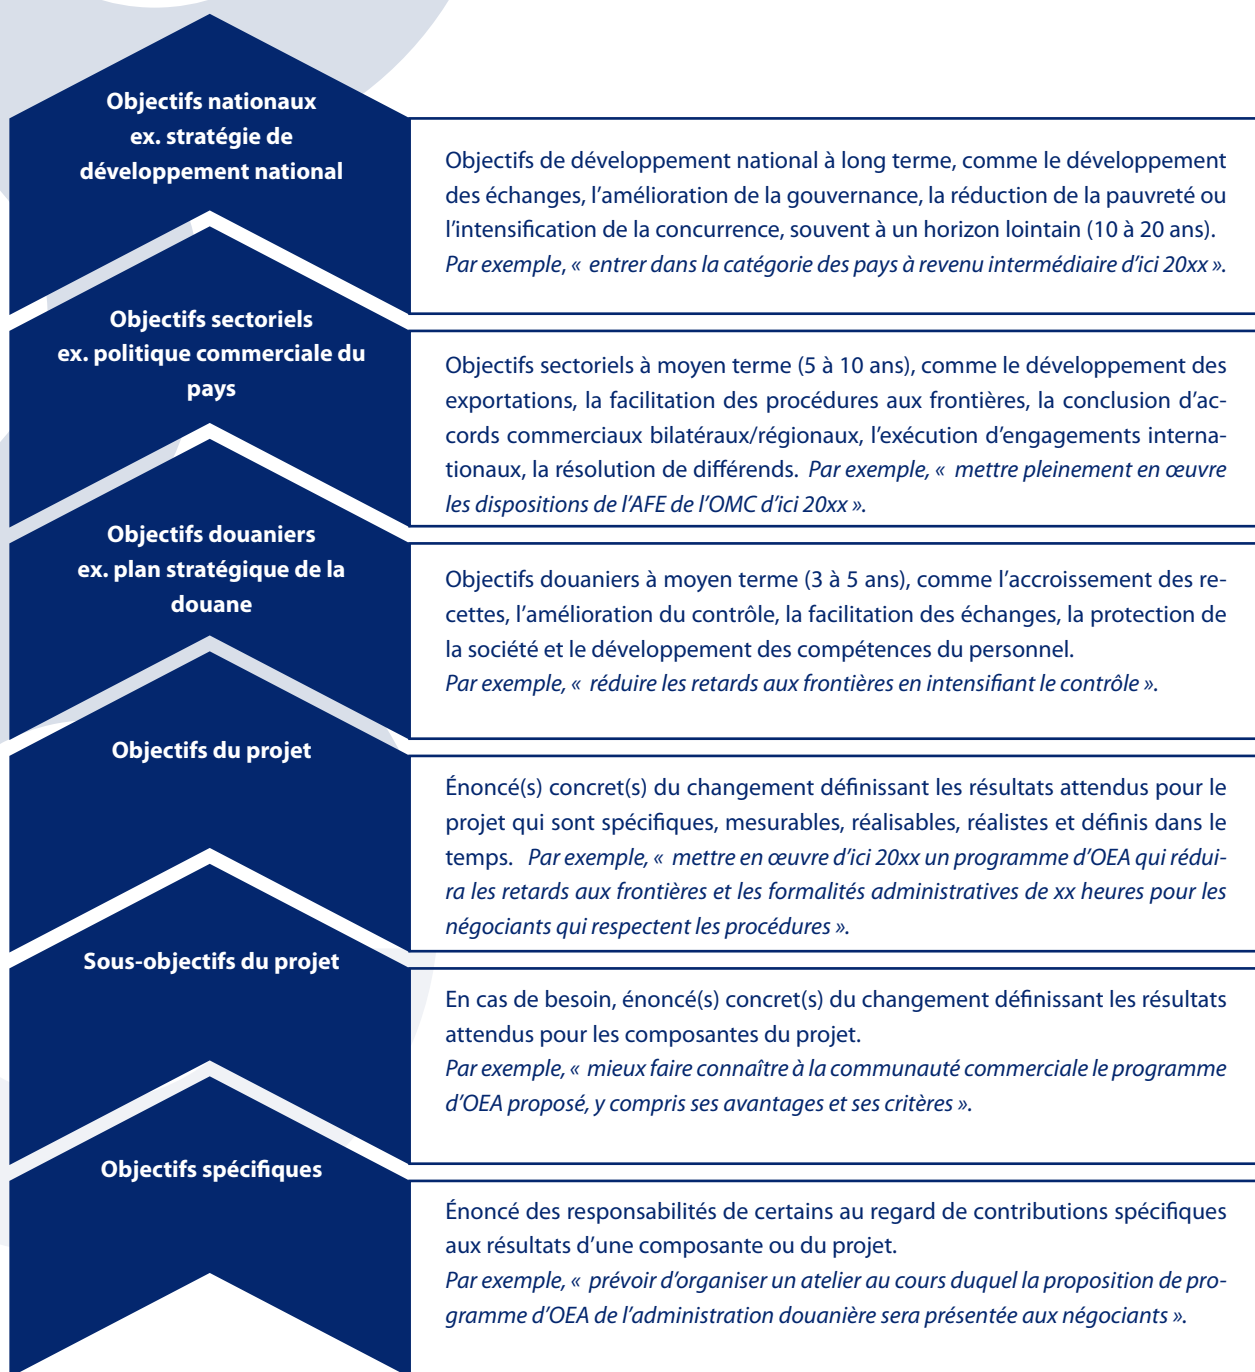 Objectifs nationaux
ex. stratégie de
développement national
Objectifs de développement national à long terme, comme le développement
des échanges, l’amélioration de la gouvernance, la réduction de la pauvreté ou
l’intensification de la concurrence, souvent à un horizon lointain (10 à 20 ans).
Par exemple, « entrer dans la catégorie des pays à revenu intermédiaire d’ici 20xx ».
Objectifs sectoriels
ex. politique commerciale du
pays
Objectifs sectoriels à moyen terme (5 à 10 ans), comme le développement des
exportations, la facilitation des procédures aux frontières, la conclusion d’ac-
cords commerciaux bilatéraux/régionaux, l’exécution d’engagements interna-
tionaux, la résolution de différends. Par exemple, « mettre pleinement en œuvre
les dispositions de l’AFE de l’OMC d’ici 20xx ».
Objectifs douaniers
ex. plan stratégique de la
douane
Objectifs douaniers à moyen terme (3 à 5 ans), comme l’accroissement des re-
cettes, l’amélioration du contrôle, la facilitation des échanges, la protection de
la société et le développement des compétences du personnel.
Par exemple, « réduire les retards aux frontières en intensifiant le contrôle ».
Objectifs du projet
Énoncé(s) concret(s) du changement définissant les résultats attendus pour le
projet qui sont spécifiques, mesurables, réalisables, réalistes et définis dans le
temps. Par exemple, « mettre en œuvre d’ici 20xx un programme d’OEA qui rédui-
ra les retards aux frontières et les formalités administratives de xx heures pour les
négociants qui respectent les procédures ».
Sous-objectifs du projet
En cas de besoin, énoncé(s) concret(s) du changement définissant les résultats
attendus pour les composantes du projet.
Par exemple, « mieux faire connaître à la communauté commerciale le programme
d’OEA proposé, y compris ses avantages et ses critères ».
Objectifs spécifiques
Énoncé des responsabilités de certains au regard de contributions spécifiques
aux résultats d’une composante ou du projet.
Par exemple, « prévoir d’organiser un atelier au cours duquel la proposition de pro-
gramme d’OEA de l’administration douanière sera présentée aux négociants ».